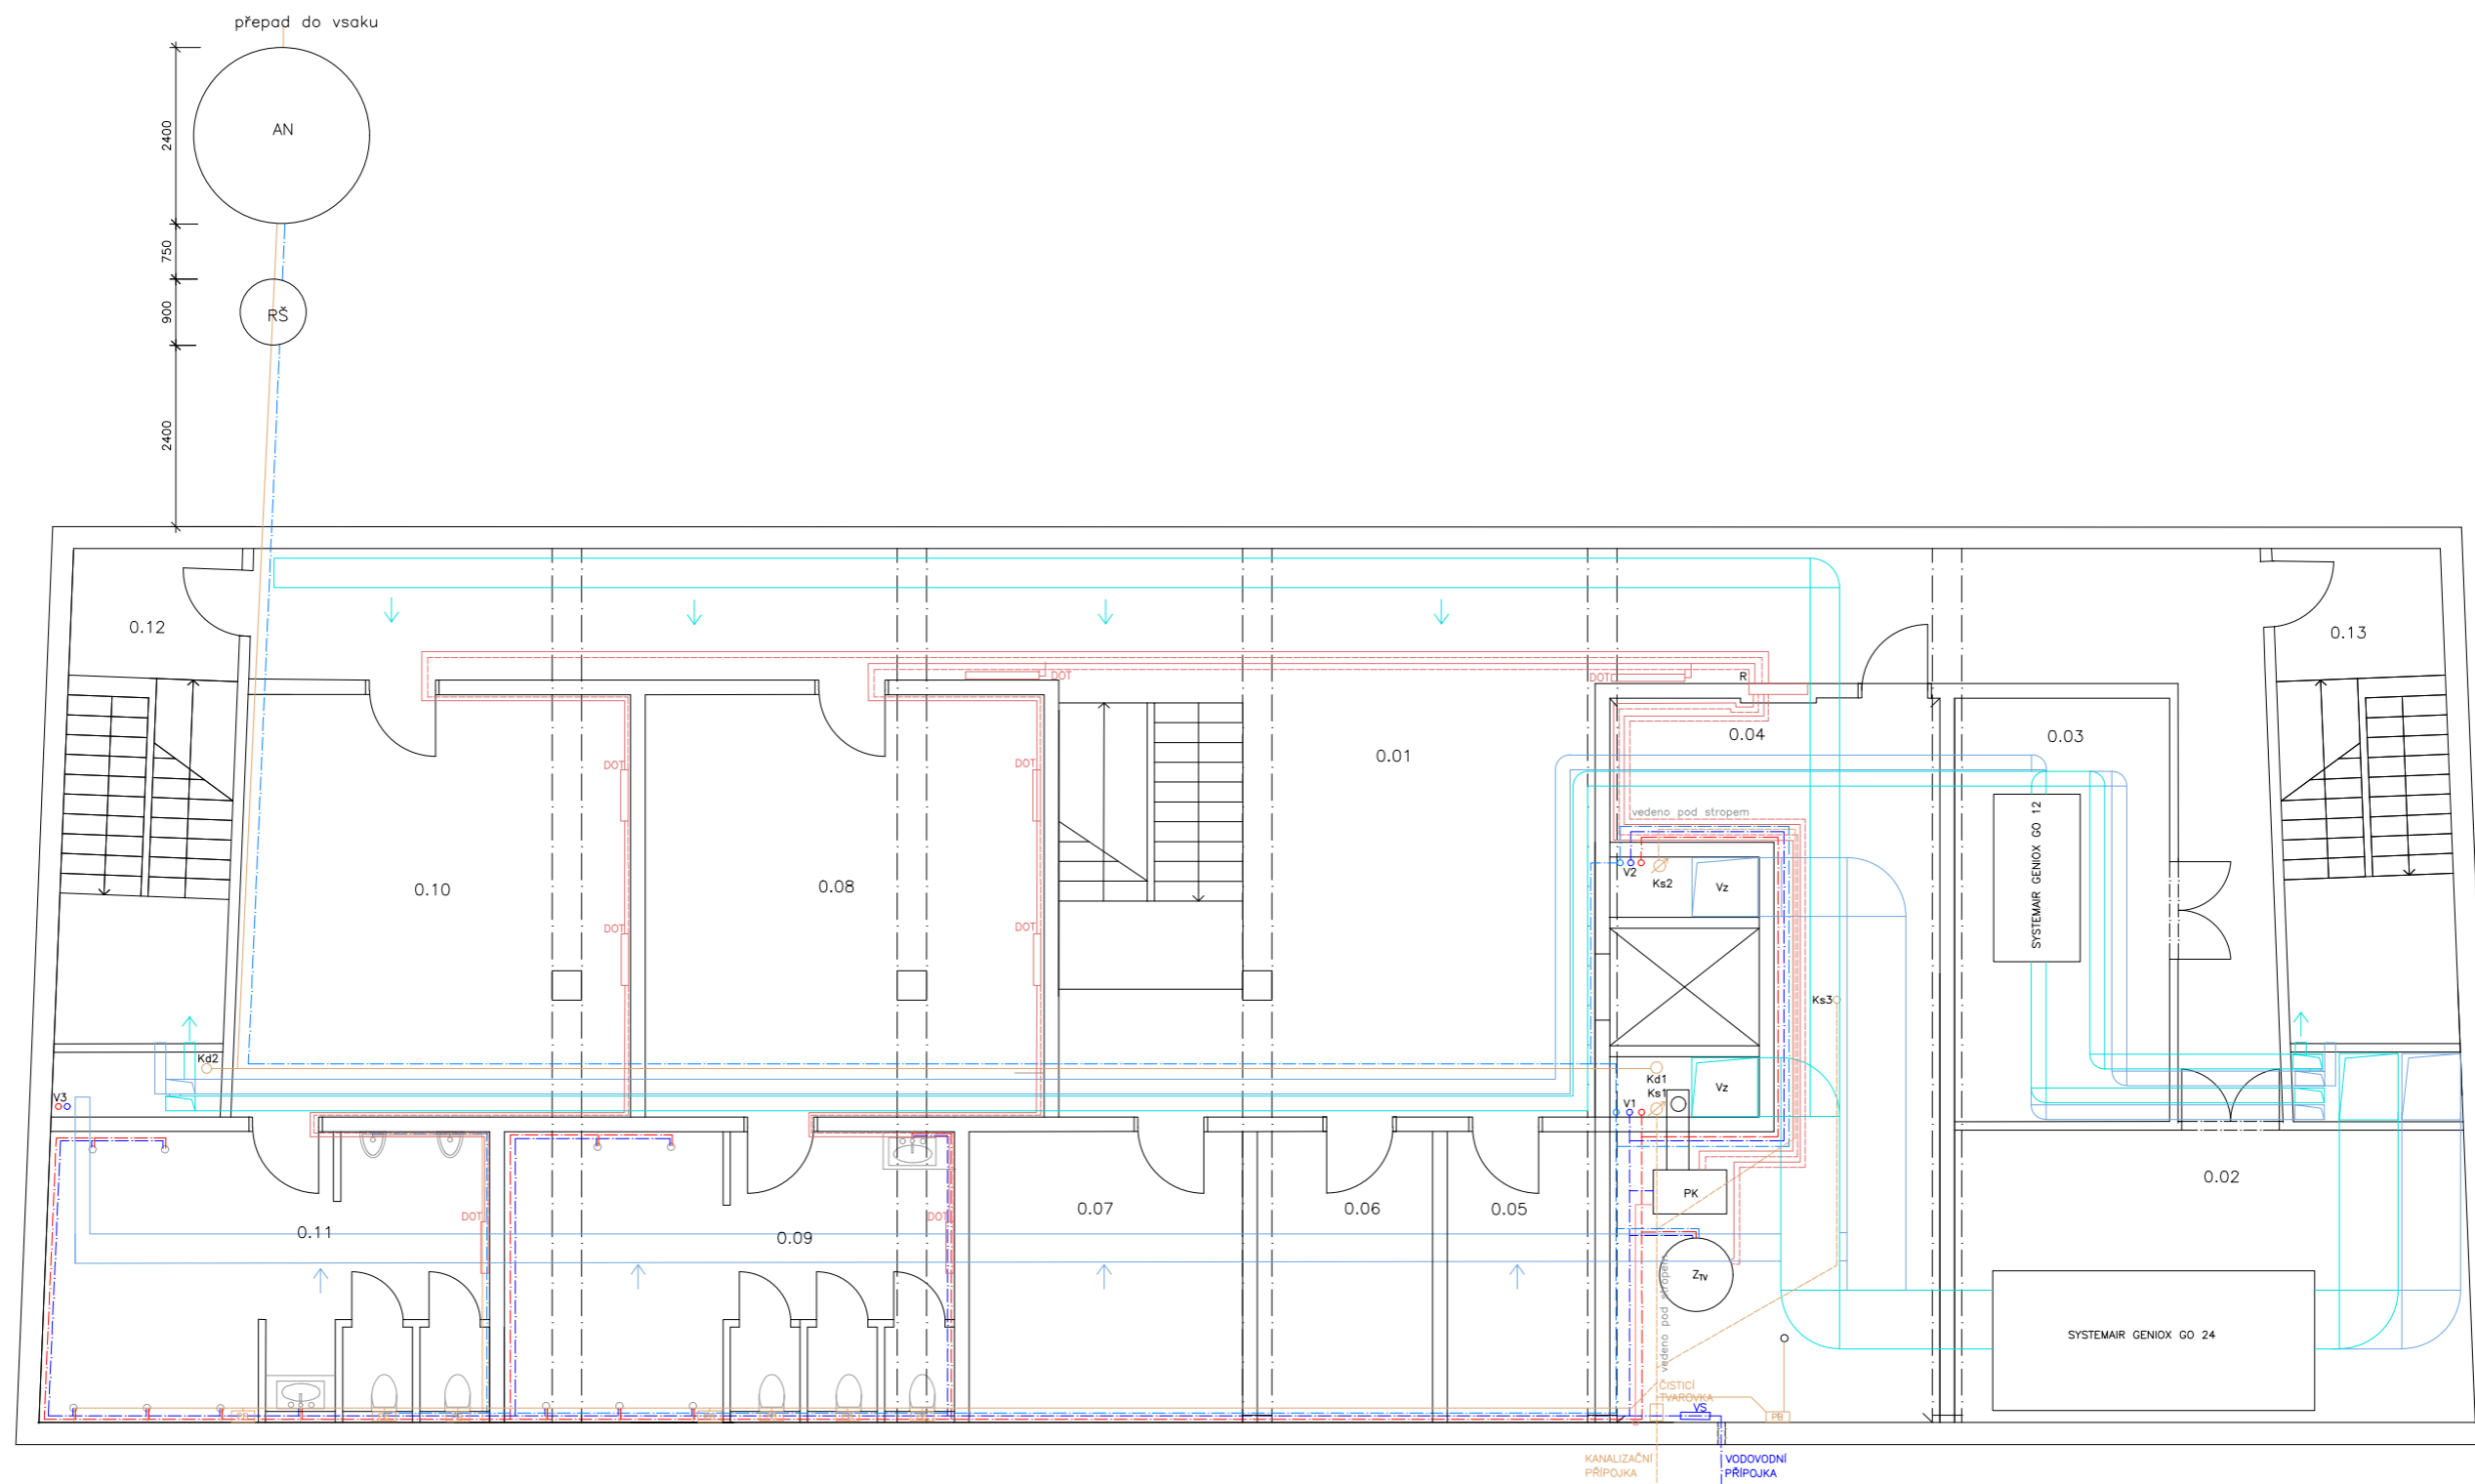 přepad do vsaku
AN
2400
750
RŠ
900
2400
0.12
0.13
DOT
DOT
R
0.01
0.04
0.03
DOT
DOT
vedeno pod stropem
SYSTEMAIR GENIOX GO 12
V2
Ks2
Vz
0.10
0.08
DOT
DOT
Ks3
Kd2
Kd1
Ks1
Vz
V3
V1
0.02
PK
0.07
0.06
0.05
DOT
DOT
0.11
0.09
ZTV
vedeno pod stropem
SYSTEMAIR GENIOX GO 24
ČISTICÍ
TVAROVKA
VS
PB
KANALIZAČNÍ
PŘÍPOJKA
VODOVODNÍ
PŘÍPOJKA